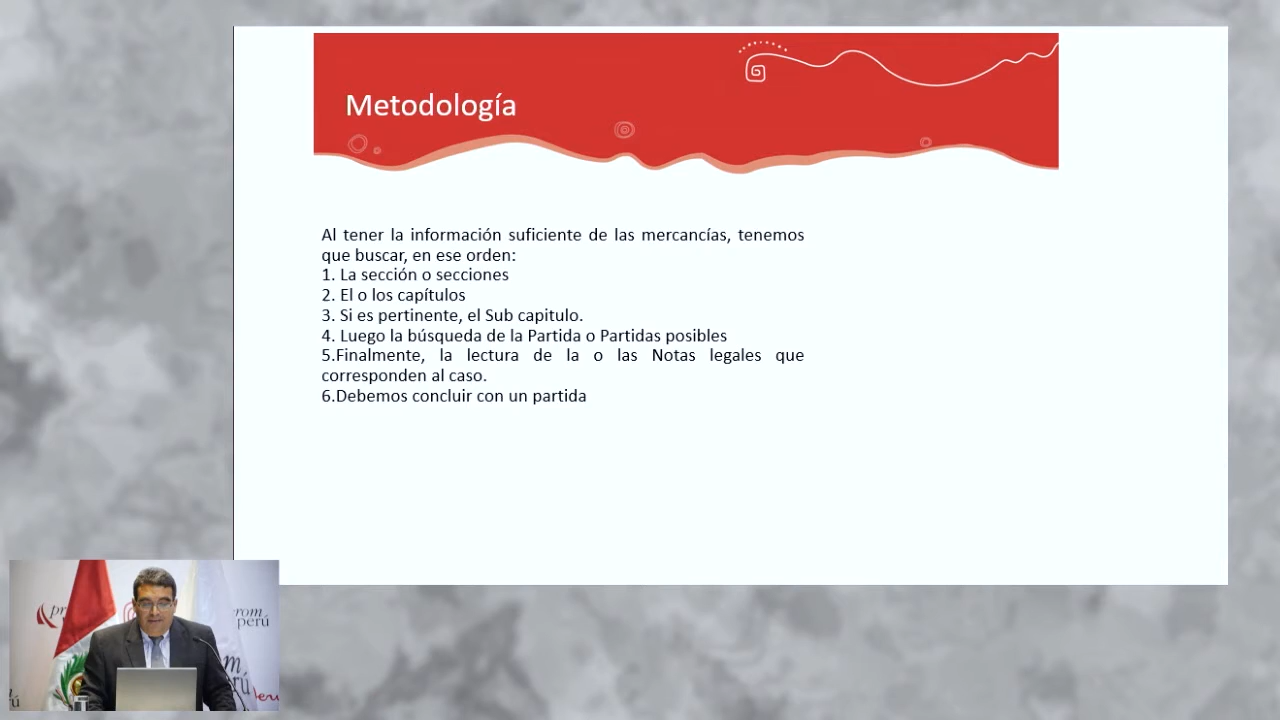 Metodología
Al tener la información suficiente de las mercancías, tenemos
que buscar, en ese orden:
1. La sección o secciones
2. El o los capítulos
3. Si es pertinente, el Sub capitulo.
4. Luego la búsqueda de la Partida o Partidas posibles
5.Finalmente, la lectura de la o las Notas legales que
corresponden al caso.
6.Debemos concluir con un partida
perú